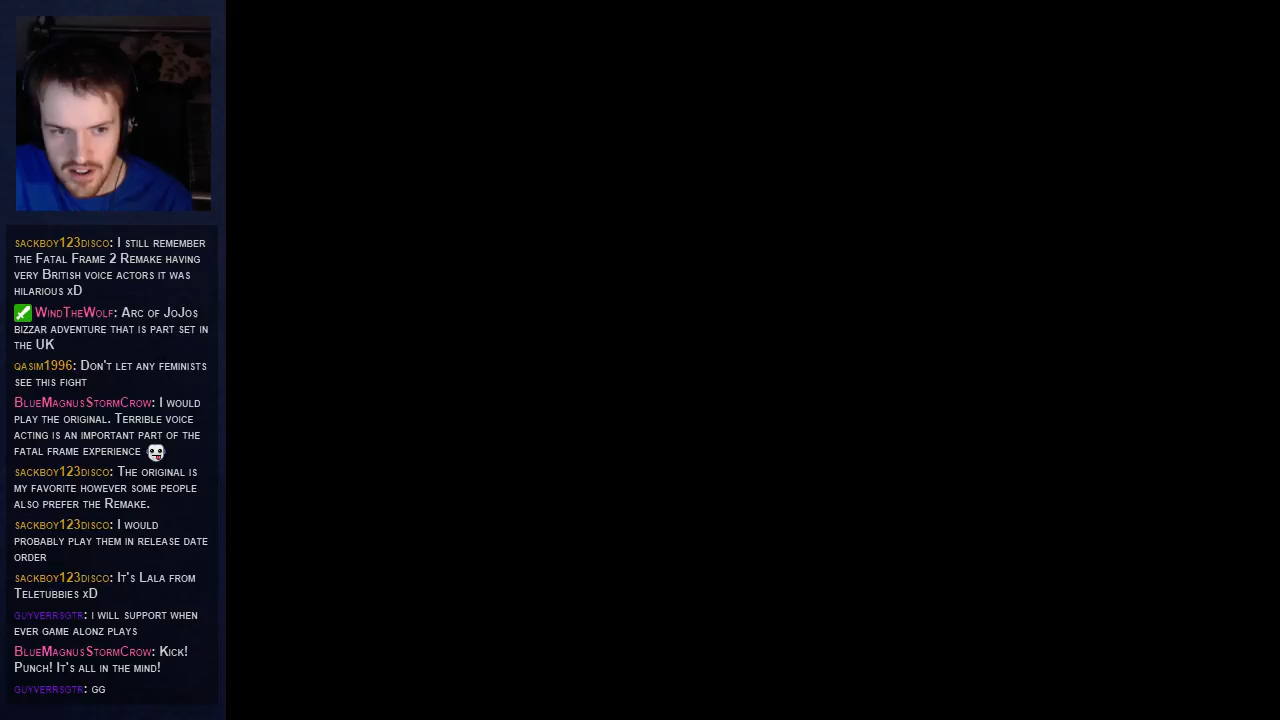 sackboy123disco: I still remember
the Fatal Frame 2 Remake having
very British voice actors it was
hilarious xD
WindTheWolf: Arc of JoJos
bizzar adventure that is part set in
the UK
qasim1996: Don't let any feminists
see this fight
BlueMagnusStormCrow: I would
play the original. Terrible voice
acting is an important part of the
fatal frame experience
sackboy123disco: The original is
my favorite however some people
also prefer the Remake.
sackboy123disco: I would
probably play them in release date
order
sackboy123disco: It's Lala from
Teletubbies xD
guyverrsgtr: i will support when
ever game alonz plays
BlueMagnusStormCrow: Kick!
Punch! It's all in the mind!
guyverrsgtr: gg